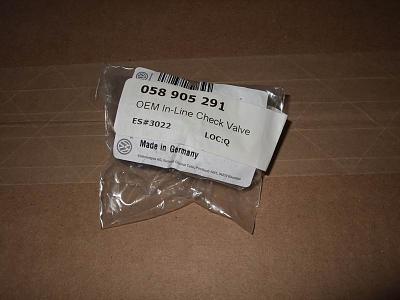 058 905 291
OEM In-Line Check Valve
ES#3022
LOC:Q
Made in Germany